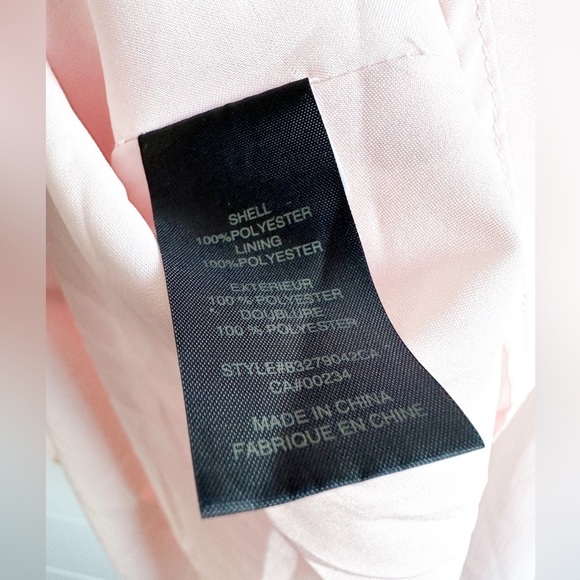 SHELL
100%POLYESTER
LINING
100%POLYESTER
EXTERIEUR
100 % POLYESTER
DOUBLURE
100 % POLYESTER
STYLE#83279042CA
CA#00234
MADE IN CHINA
FABRIQUE EN CHINE